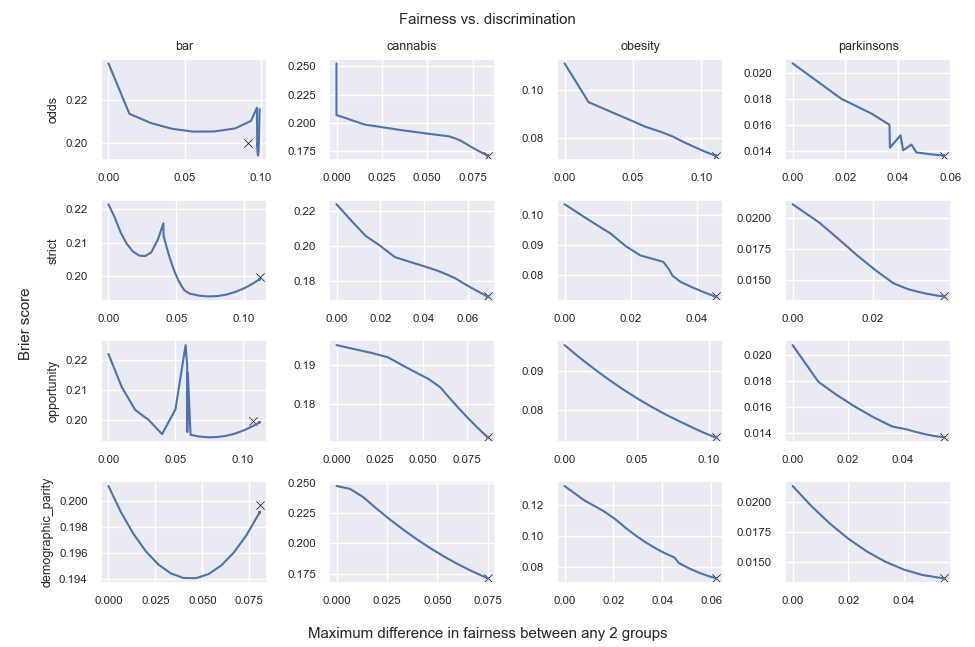 Fairness vs. discrimination
bar cannabis obesity parkinsons
odds
0.22
0.20
0.00 0.05 0.10
0.250
0.225
0.200
0.175
0.000 0.025 0.050 0.075
0.10
0.08
0.00 0.05 0.10
0.020
0.018
0.016
0.014
0.00 0.02 0.04 0.06
strict
0.22
0.21
0.20
0.00 0.05 0.10
0.22
0.20
0.18
0.00 0.02 0.04 0.06
0.10
0.09
0.08
0.00 0.02 0.04
0.0200
0.0175
0.0150
0.00 0.02
opportunity
0.22
0.21
0.20
0.00 0.05 0.10
0.19
0.18
0.000 0.025 0.050 0.075
0.09
0.08
0.00 0.05 0.10
0.020
0.018
0.016
0.014
0.00 0.02 0.04
demographic_parity
0.200
0.198
0.196
0.194
0.000 0.025 0.050 0.075
0.250
0.225
0.200
0.175
0.000 0.025 0.050 0.075
0.12
0.10
0.08
0.00 0.02 0.04 0.06
0.0200
0.0175
0.0150
0.00 0.02 0.04
Brier score
Maximum difference in fairness between any 2 groups